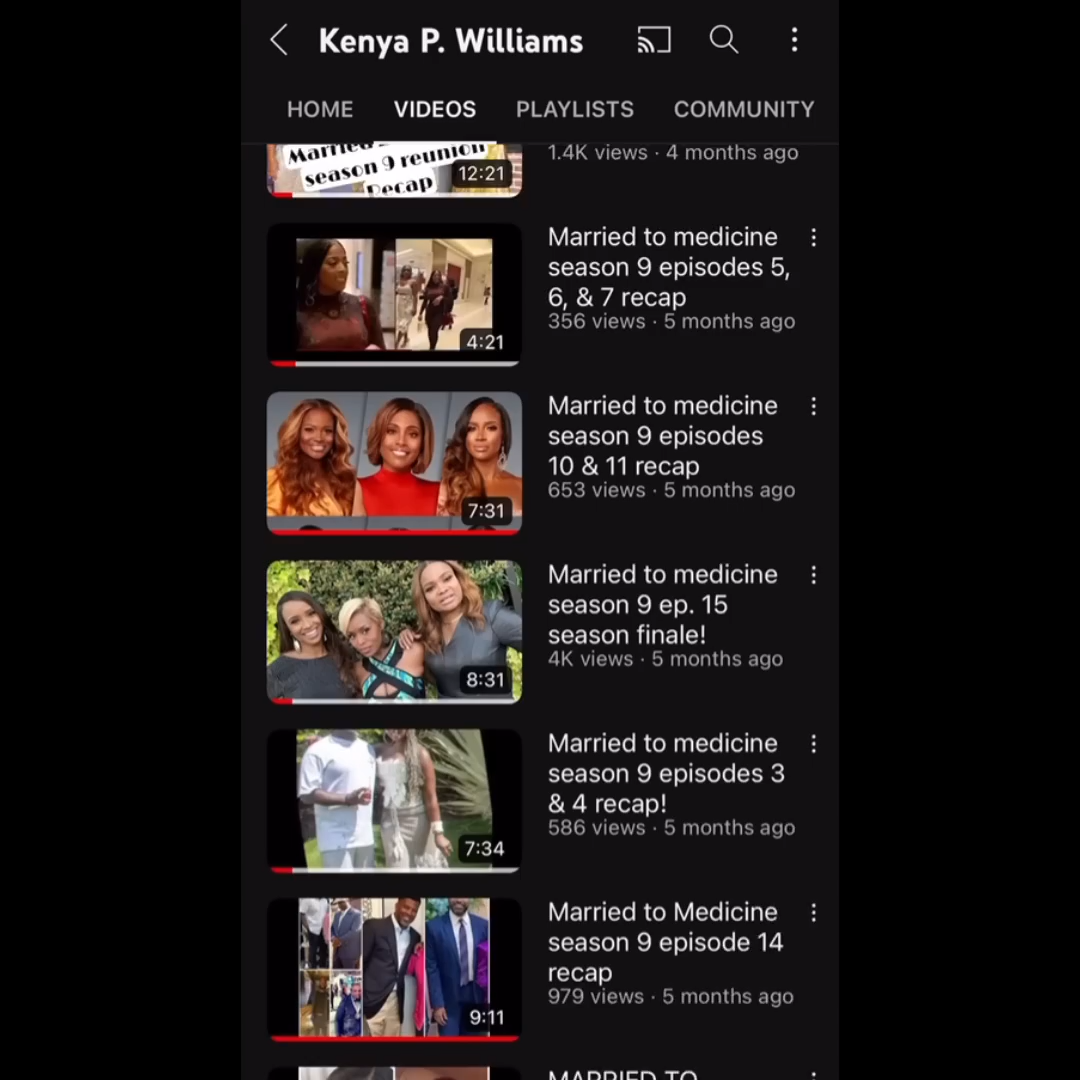 Kenya P. Williams
HOME VIDEOS PLAYLISTS COMMUNITY
Married
season 9 reunion
Recap
12:21
1.4K views · 4 months ago
4:21
Married to medicine
season 9 episodes 5,
6, & 7 recap
356 views · 5 months ago
7:31
Married to medicine
season 9 episodes
10 & 11 recap
653 views · 5 months ago
8:31
Married to medicine
season 9 ep. 15
season finale!
4K views · 5 months ago
7:34
Married to medicine
season 9 episodes 3
& 4 recap!
586 views · 5 months ago
9:11
Married to Medicine
season 9 episode 14
recap
979 views · 5 months ago
MARRIED TO